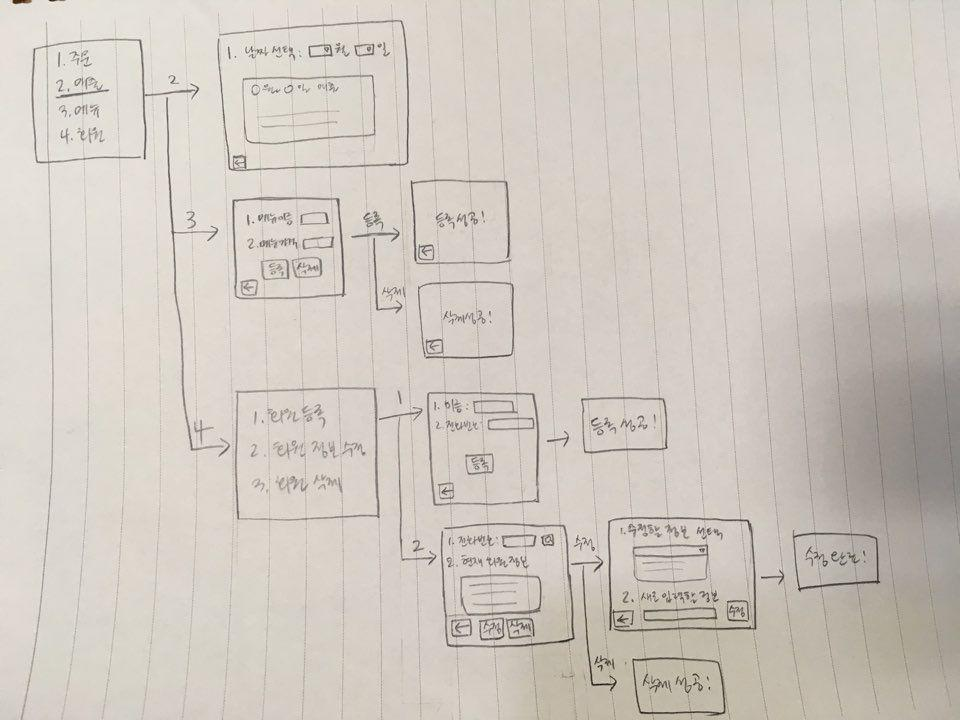 1. 주문
2. 매출
3. 메뉴
4. 회원
2
1. 날짜 선택: 월 일
○월 ○일 매출
←
3
1. 메뉴이름
2. 메뉴가격
등록 삭제
←
등록
등록성공!
←
삭제
삭제성공!
←
4
1. 회원 등록
2. 회원 정보 수정
3. 회원 삭제
1
1. 이름:
2. 전화번호:
등록
←
등록 성공!
2
1. 전화번호:
2. 현재 회원 정보
← 수정 삭제
수정
1. 수정할 정보 선택
2. 새로 입력할 정보
← 수정
수정 완료!
삭제
삭제 성공!